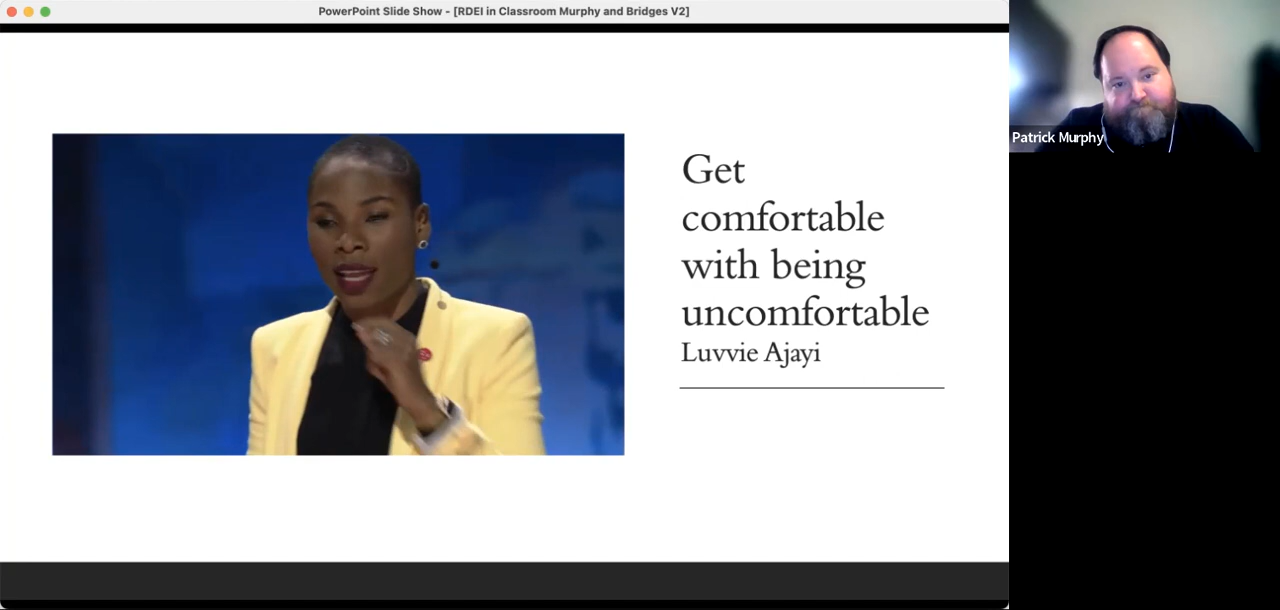 PowerPoint Slide Show - [RDEI in Classroom Murphy and Bridges V2]
Get
comfortable
with being
uncomfortable
Luvvie Ajayi
Patrick Murphy